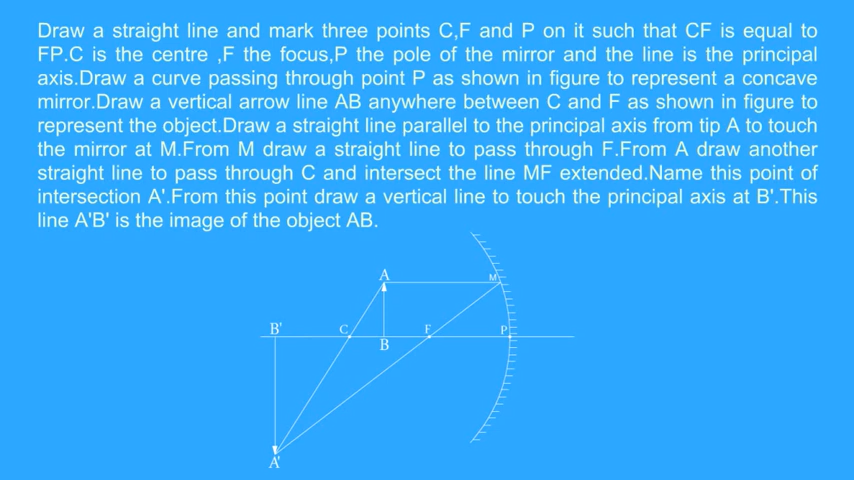 Draw a straight line and mark three points C,F and P on it such that CF is equal to
FP.C is the centre ,F the focus,P the pole of the mirror and the line is the principal
axis.Draw a curve passing through point P as shown in figure to represent a concave
mirror.Draw a vertical arrow line AB anywhere between C and F as shown in figure to
represent the object.Draw a straight line parallel to the principal axis from tip A to touch
the mirror at M.From M draw a straight line to pass through F.From A draw another
straight line to pass through C and intersect the line MF extended.Name this point of
intersection A'.From this point draw a vertical line to touch the principal axis at B'.This
line A'B' is the image of the object AB.
A M
B' C F P
B
A'